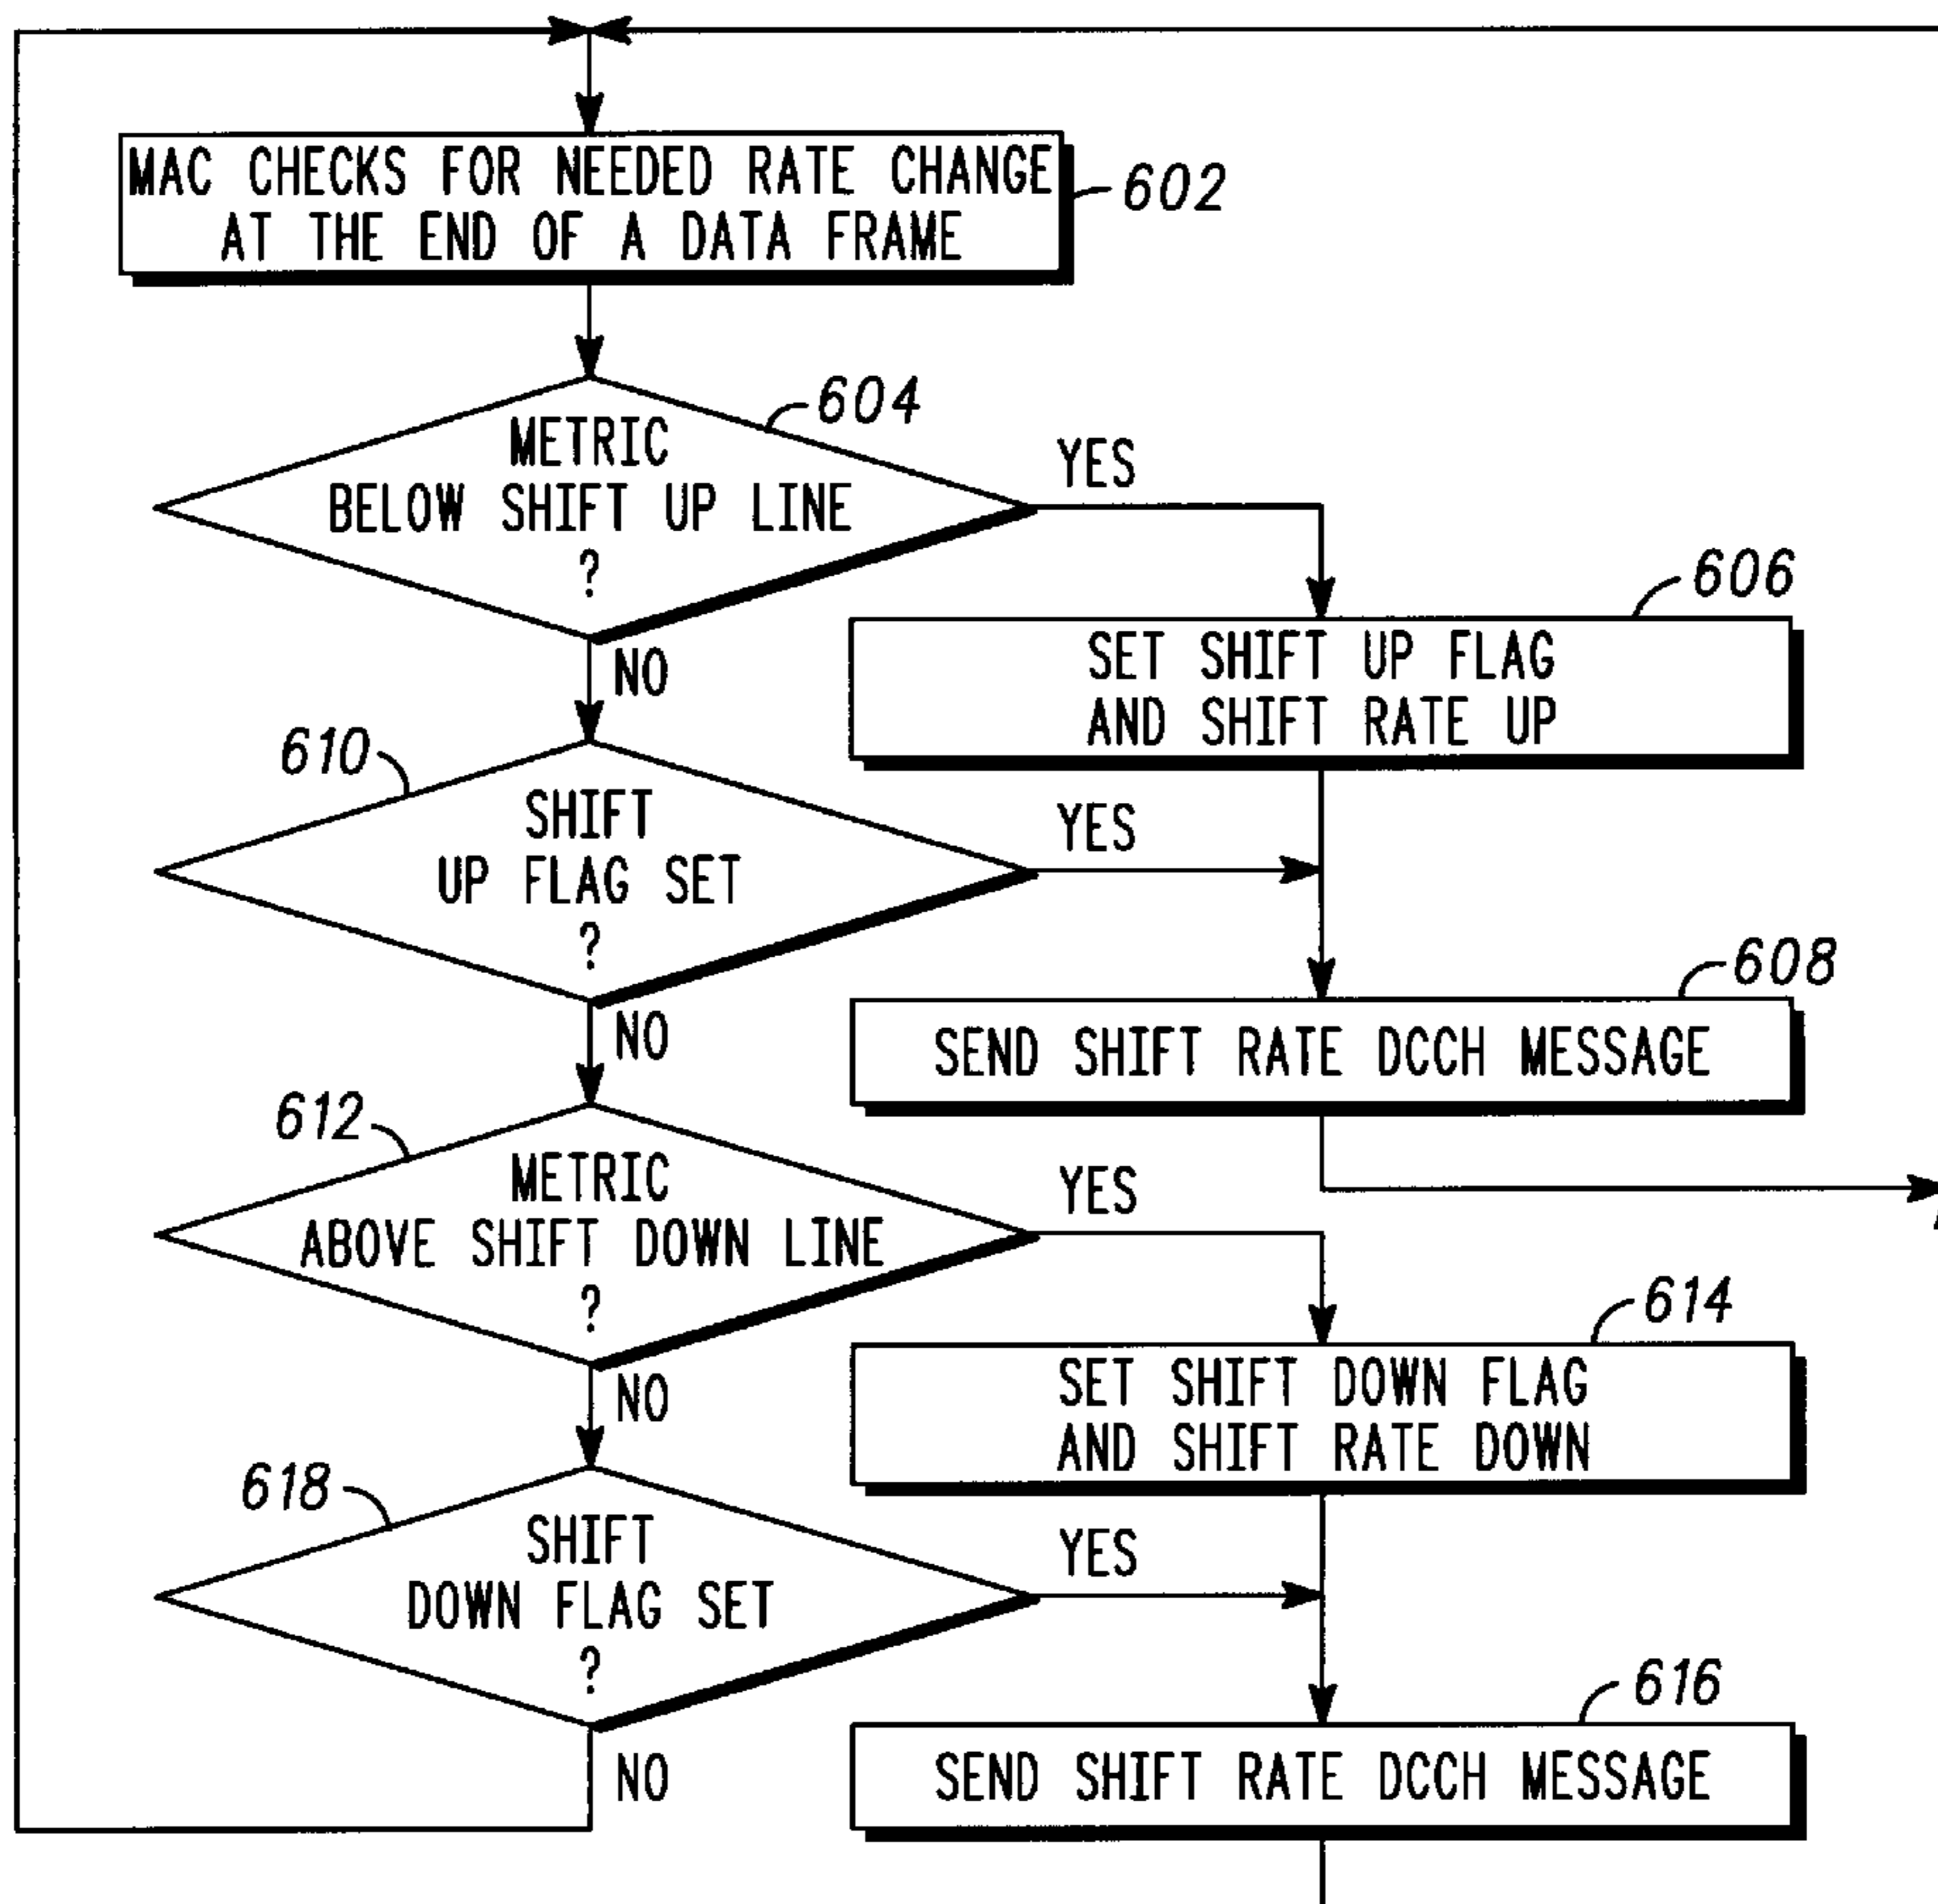 MAC CHECKS FOR NEEDED RATE CHANGE
AT THE END OF A DATA FRAME
602
604
METRIC
BELOW SHIFT UP LINE
?
YES
NO
606
SET SHIFT UP FLAG
AND SHIFT RATE UP
610
SHIFT
UP FLAG SET
?
YES
NO
608
SEND SHIFT RATE DCCH MESSAGE
612
METRIC
ABOVE SHIFT DOWN LINE
?
YES
NO
614
SET SHIFT DOWN FLAG
AND SHIFT RATE DOWN
618
SHIFT
DOWN FLAG SET
?
YES
NO
616
SEND SHIFT RATE DCCH MESSAGE